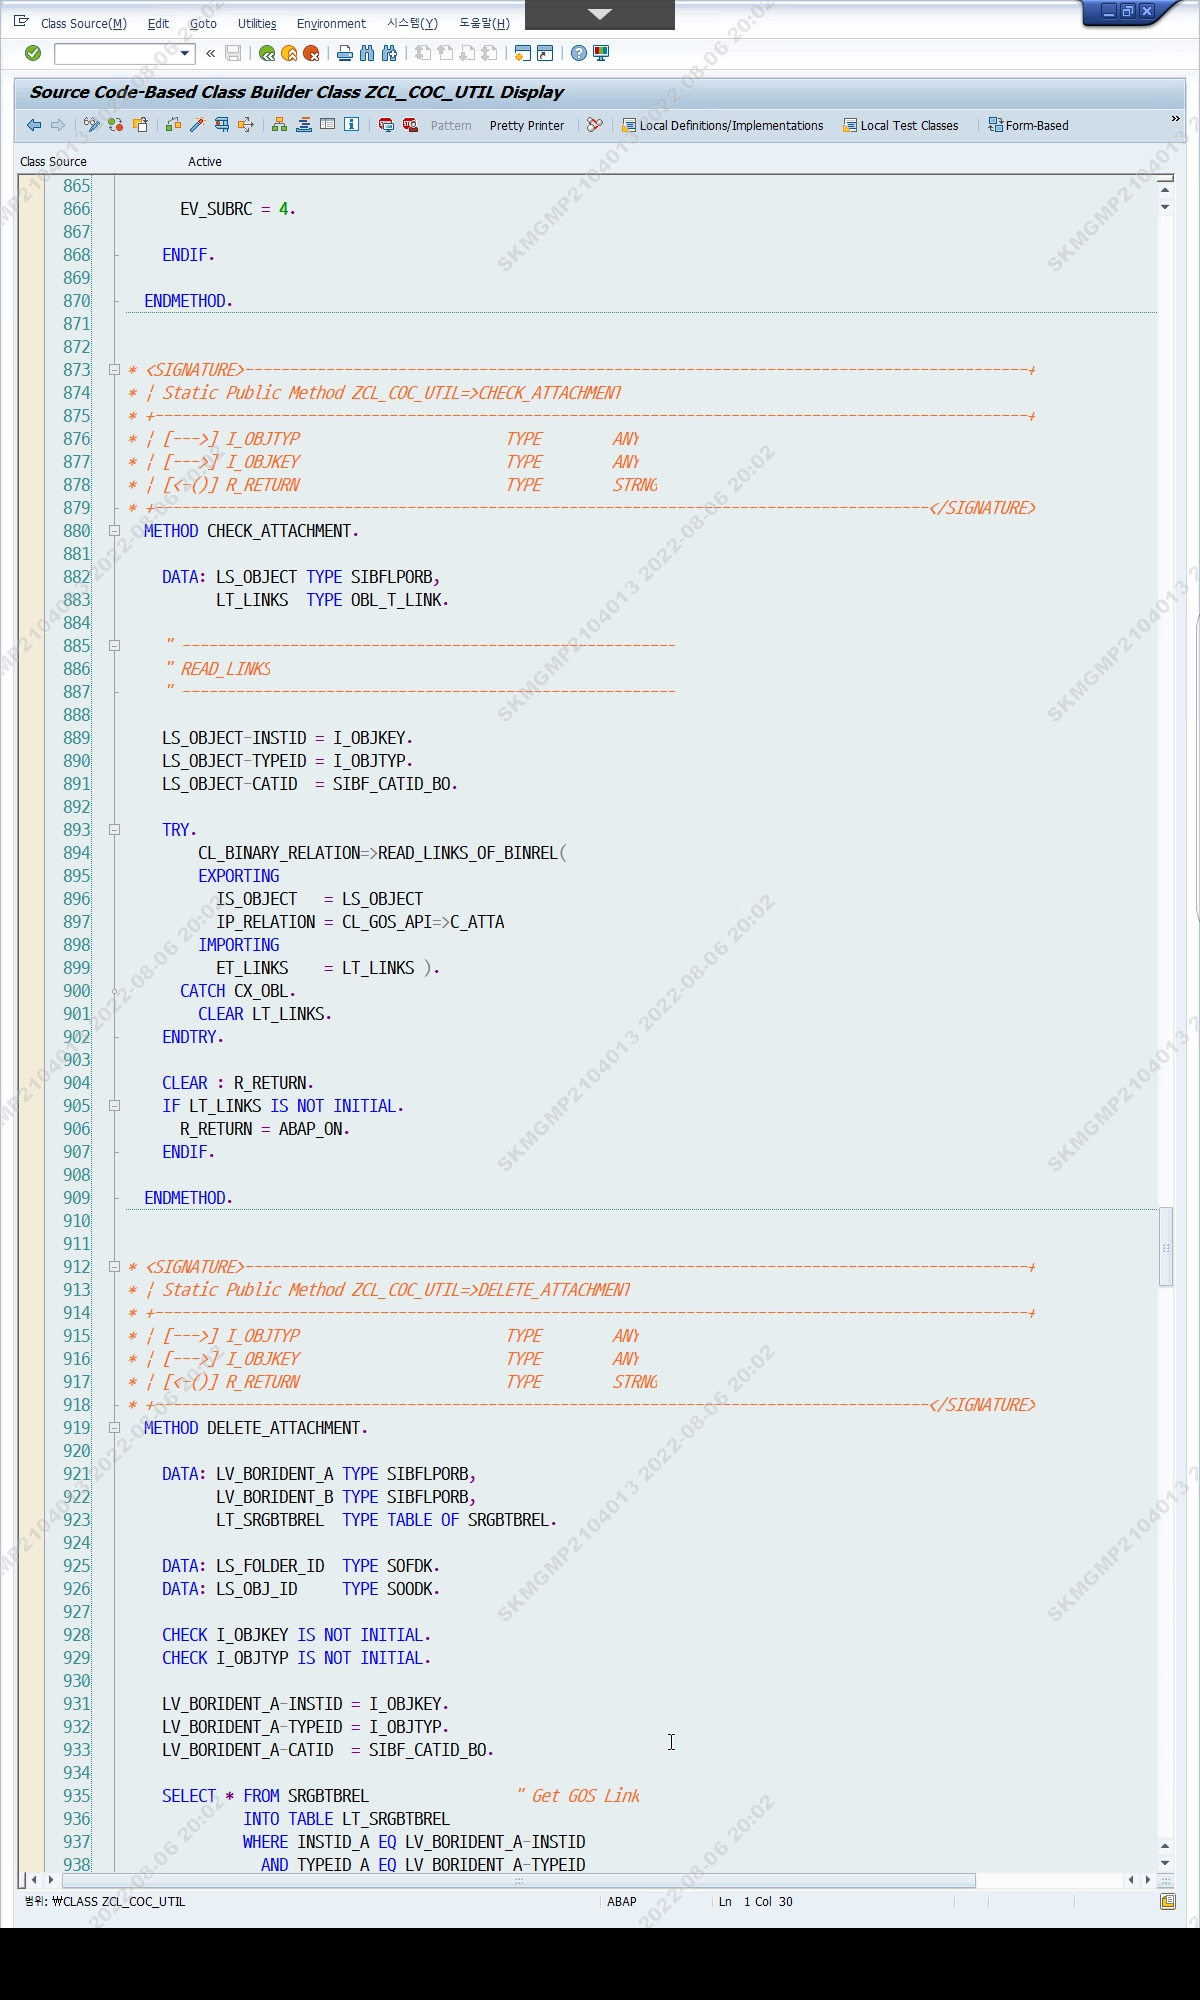 Class Source(M) Edit Goto Utilities Environment 시스템(Y) 도움말(H)
Source Code-Based Class Builder Class ZCL_COC_UTIL Display
Pattern Pretty Printer Local Definitions/Implementations Local Test Classes Form-Based
Class Source Active
865
866 EV_SUBRC = 4.
867
868 ENDIF.
869
870 ENDMETHOD.
871
872
873 * <SIGNATURE>---------------------------------------------------------------------------------------+
874 * | Static Public Method ZCL_COC_UTIL=>CHECK_ATTACHMENT
875 * +-------------------------------------------------------------------------------------------------+
876 * | [--->] I_OBJTYP TYPE ANY
877 * | [--->] I_OBJKEY TYPE ANY
878 * | [<-()] R_RETURN TYPE STRNG
879 * +--------------------------------------------------------------------------------------</SIGNATURE>
880 METHOD CHECK_ATTACHMENT.
881
882 DATA: LS_OBJECT TYPE SIBFLPORB,
883 LT_LINKS TYPE OBL_T_LINK.
884
885 " -------------------------------------------------------
886 " READ_LINKS
887 " -------------------------------------------------------
888
889 LS_OBJECT-INSTID = I_OBJKEY.
890 LS_OBJECT-TYPEID = I_OBJTYP.
891 LS_OBJECT-CATID = SIBF_CATID_BO.
892
893 TRY.
894 CL_BINARY_RELATION=>READ_LINKS_OF_BINREL(
895 EXPORTING
896 IS_OBJECT = LS_OBJECT
897 IP_RELATION = CL_GOS_API=>C_ATTA
898 IMPORTING
899 ET_LINKS = LT_LINKS ).
900 CATCH CX_OBL.
901 CLEAR LT_LINKS.
902 ENDTRY.
903
904 CLEAR : R_RETURN.
905 IF LT_LINKS IS NOT INITIAL.
906 R_RETURN = ABAP_ON.
907 ENDIF.
908
909 ENDMETHOD.
910
911
912 * <SIGNATURE>---------------------------------------------------------------------------------------+
913 * | Static Public Method ZCL_COC_UTIL=>DELETE_ATTACHMENT
914 * +-------------------------------------------------------------------------------------------------+
915 * | [--->] I_OBJTYP TYPE ANY
916 * | [--->] I_OBJKEY TYPE ANY
917 * | [<-()] R_RETURN TYPE STRNG
918 * +--------------------------------------------------------------------------------------</SIGNATURE>
919 METHOD DELETE_ATTACHMENT.
920
921 DATA: LV_BORIDENT_A TYPE SIBFLPORB,
922 LV_BORIDENT_B TYPE SIBFLPORB,
923 LT_SRGBTBREL TYPE TABLE OF SRGBTBREL.
924
925 DATA: LS_FOLDER_ID TYPE SOFDK.
926 DATA: LS_OBJ_ID TYPE SOODK.
927
928 CHECK I_OBJKEY IS NOT INITIAL.
929 CHECK I_OBJTYP IS NOT INITIAL.
930
931 LV_BORIDENT_A-INSTID = I_OBJKEY.
932 LV_BORIDENT_A-TYPEID = I_OBJTYP.
933 LV_BORIDENT_A-CATID = SIBF_CATID_BO.
934
935 SELECT * FROM SRGBTBREL " Get GOS Link
936 INTO TABLE LT_SRGBTBREL
937 WHERE INSTID_A EQ LV_BORIDENT_A-INSTID
938 AND TYPEID_A EQ LV_BORIDENT_A-TYPEID
범위: ₩CLASS ZCL_COC_UTIL ABAP Ln 1 Col 30
SKMGMP2104013 2022-08-06 20:02